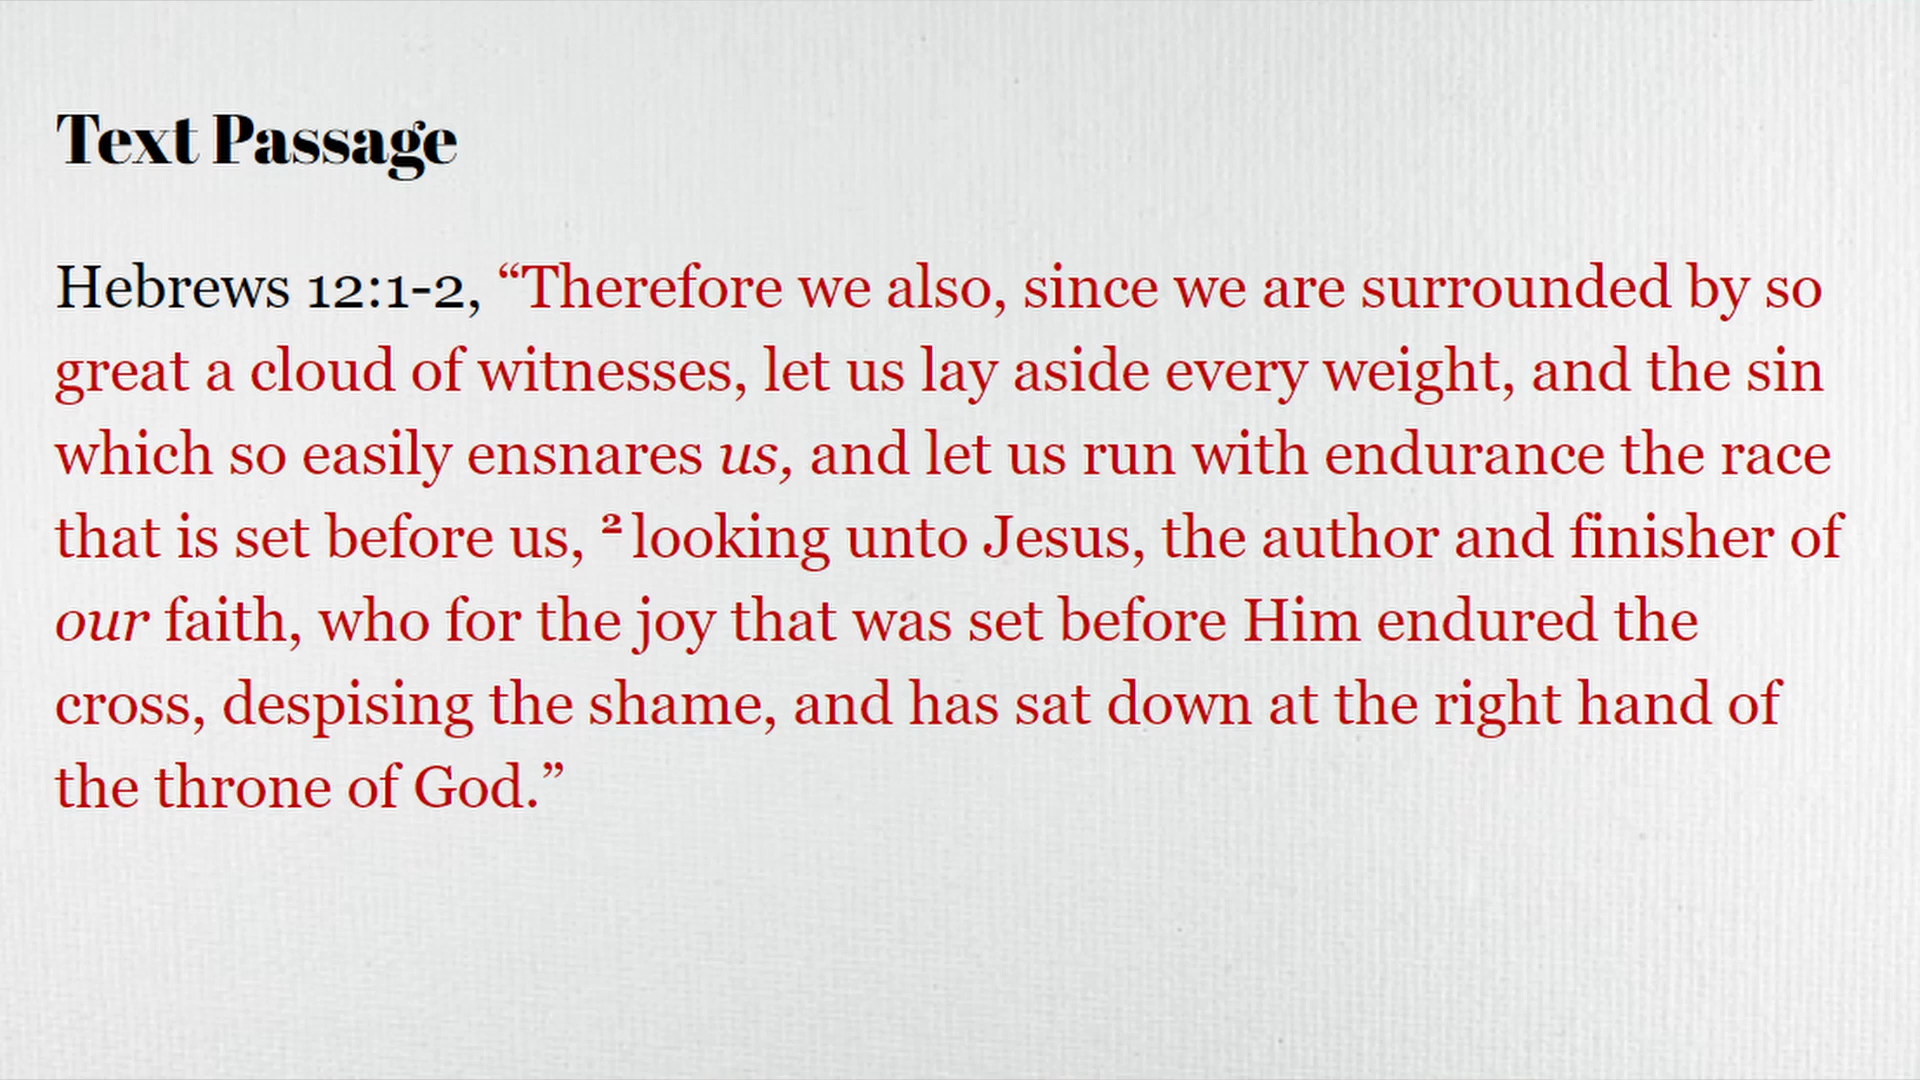 Text Passage
Hebrews 12:1-2, “Therefore we also, since we are surrounded by so
great a cloud of witnesses, let us lay aside every weight, and the sin
which so easily ensnares us, and let us run with endurance the race
that is set before us, ² looking unto Jesus, the author and finisher of
our faith, who for the joy that was set before Him endured the
cross, despising the shame, and has sat down at the right hand of
the throne of God.”